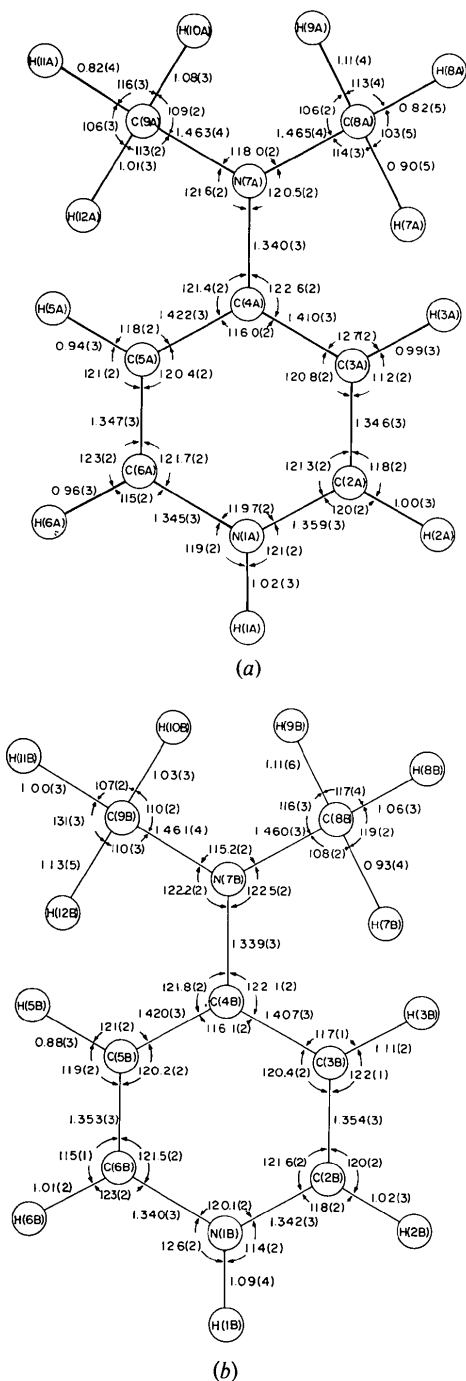 H(10A) H(9A)
H(11A) H(8A)
0.82(4) 1.08(3) 1.11(4) 0.82(5)
116(3) 109(2) 106(2) 113(4)
C(9A) C(8A)
106(3) 113(2) 1.463(4) 1.465(4) 114(3) 103(5)
1.01(3) 118.0(2) 0.90(5)
N(7A)
121.6(2) 120.5(2)
H(12A) H(7A)
1.340(3)
121.4(2) 122.6(2)
H(5A) C(4A) H(3A)
1.422(3) 116.0(2) 1.410(3)
118(2) 127(2)
0.94(3) C(5A) C(3A) 0.99(3)
121(2) 120.4(2) 120.8(2) 112(2)
1.347(3) 1.346(3)
123(2) 121.7(2) 121.3(2) 118(2)
C(6A) C(2A)
0.96(3) 115(2) 120(2) 1.00(3)
1.345(3) 119.7(2) 1.359(3)
H(6A) N(1A) H(2A)
119(2) 121(2)
1.02(3)
H(1A)
(a)
H(10B) H(9B)
H(11B) H(8B)
1.00(3) 1.03(3) 1.11(6) 1.06(3)
107(2) 110(2) 116(3) 117(4)
C(9B) C(8B)
131(3) 110(3) 1.461(4) 1.460(3) 108(2) 119(2)
1.13(5) 115.2(2) 0.93(4)
N(7B)
122.2(2) 122.5(2)
H(12B) H(7B)
1.339(3)
121.8(2) 122.1(2)
H(5B) C(4B) H(3B)
1.420(3) 116.1(2) 1.407(3)
121(2) 117(1)
0.88(3) C(5B) C(3B) 1.11(2)
119(2) 120.2(2) 120.4(2) 122(1)
1.353(3) 1.354(3)
115(1) 121.5(2) 121.6(2) 120(2)
C(6B) C(2B)
1.01(2) 123(2) 118(2) 1.02(3)
1.340(3) 120.1(2) 1.342(3)
H(6B) N(1B) H(2B)
126(2) 114(2)
1.09(4)
H(1B)
(b)